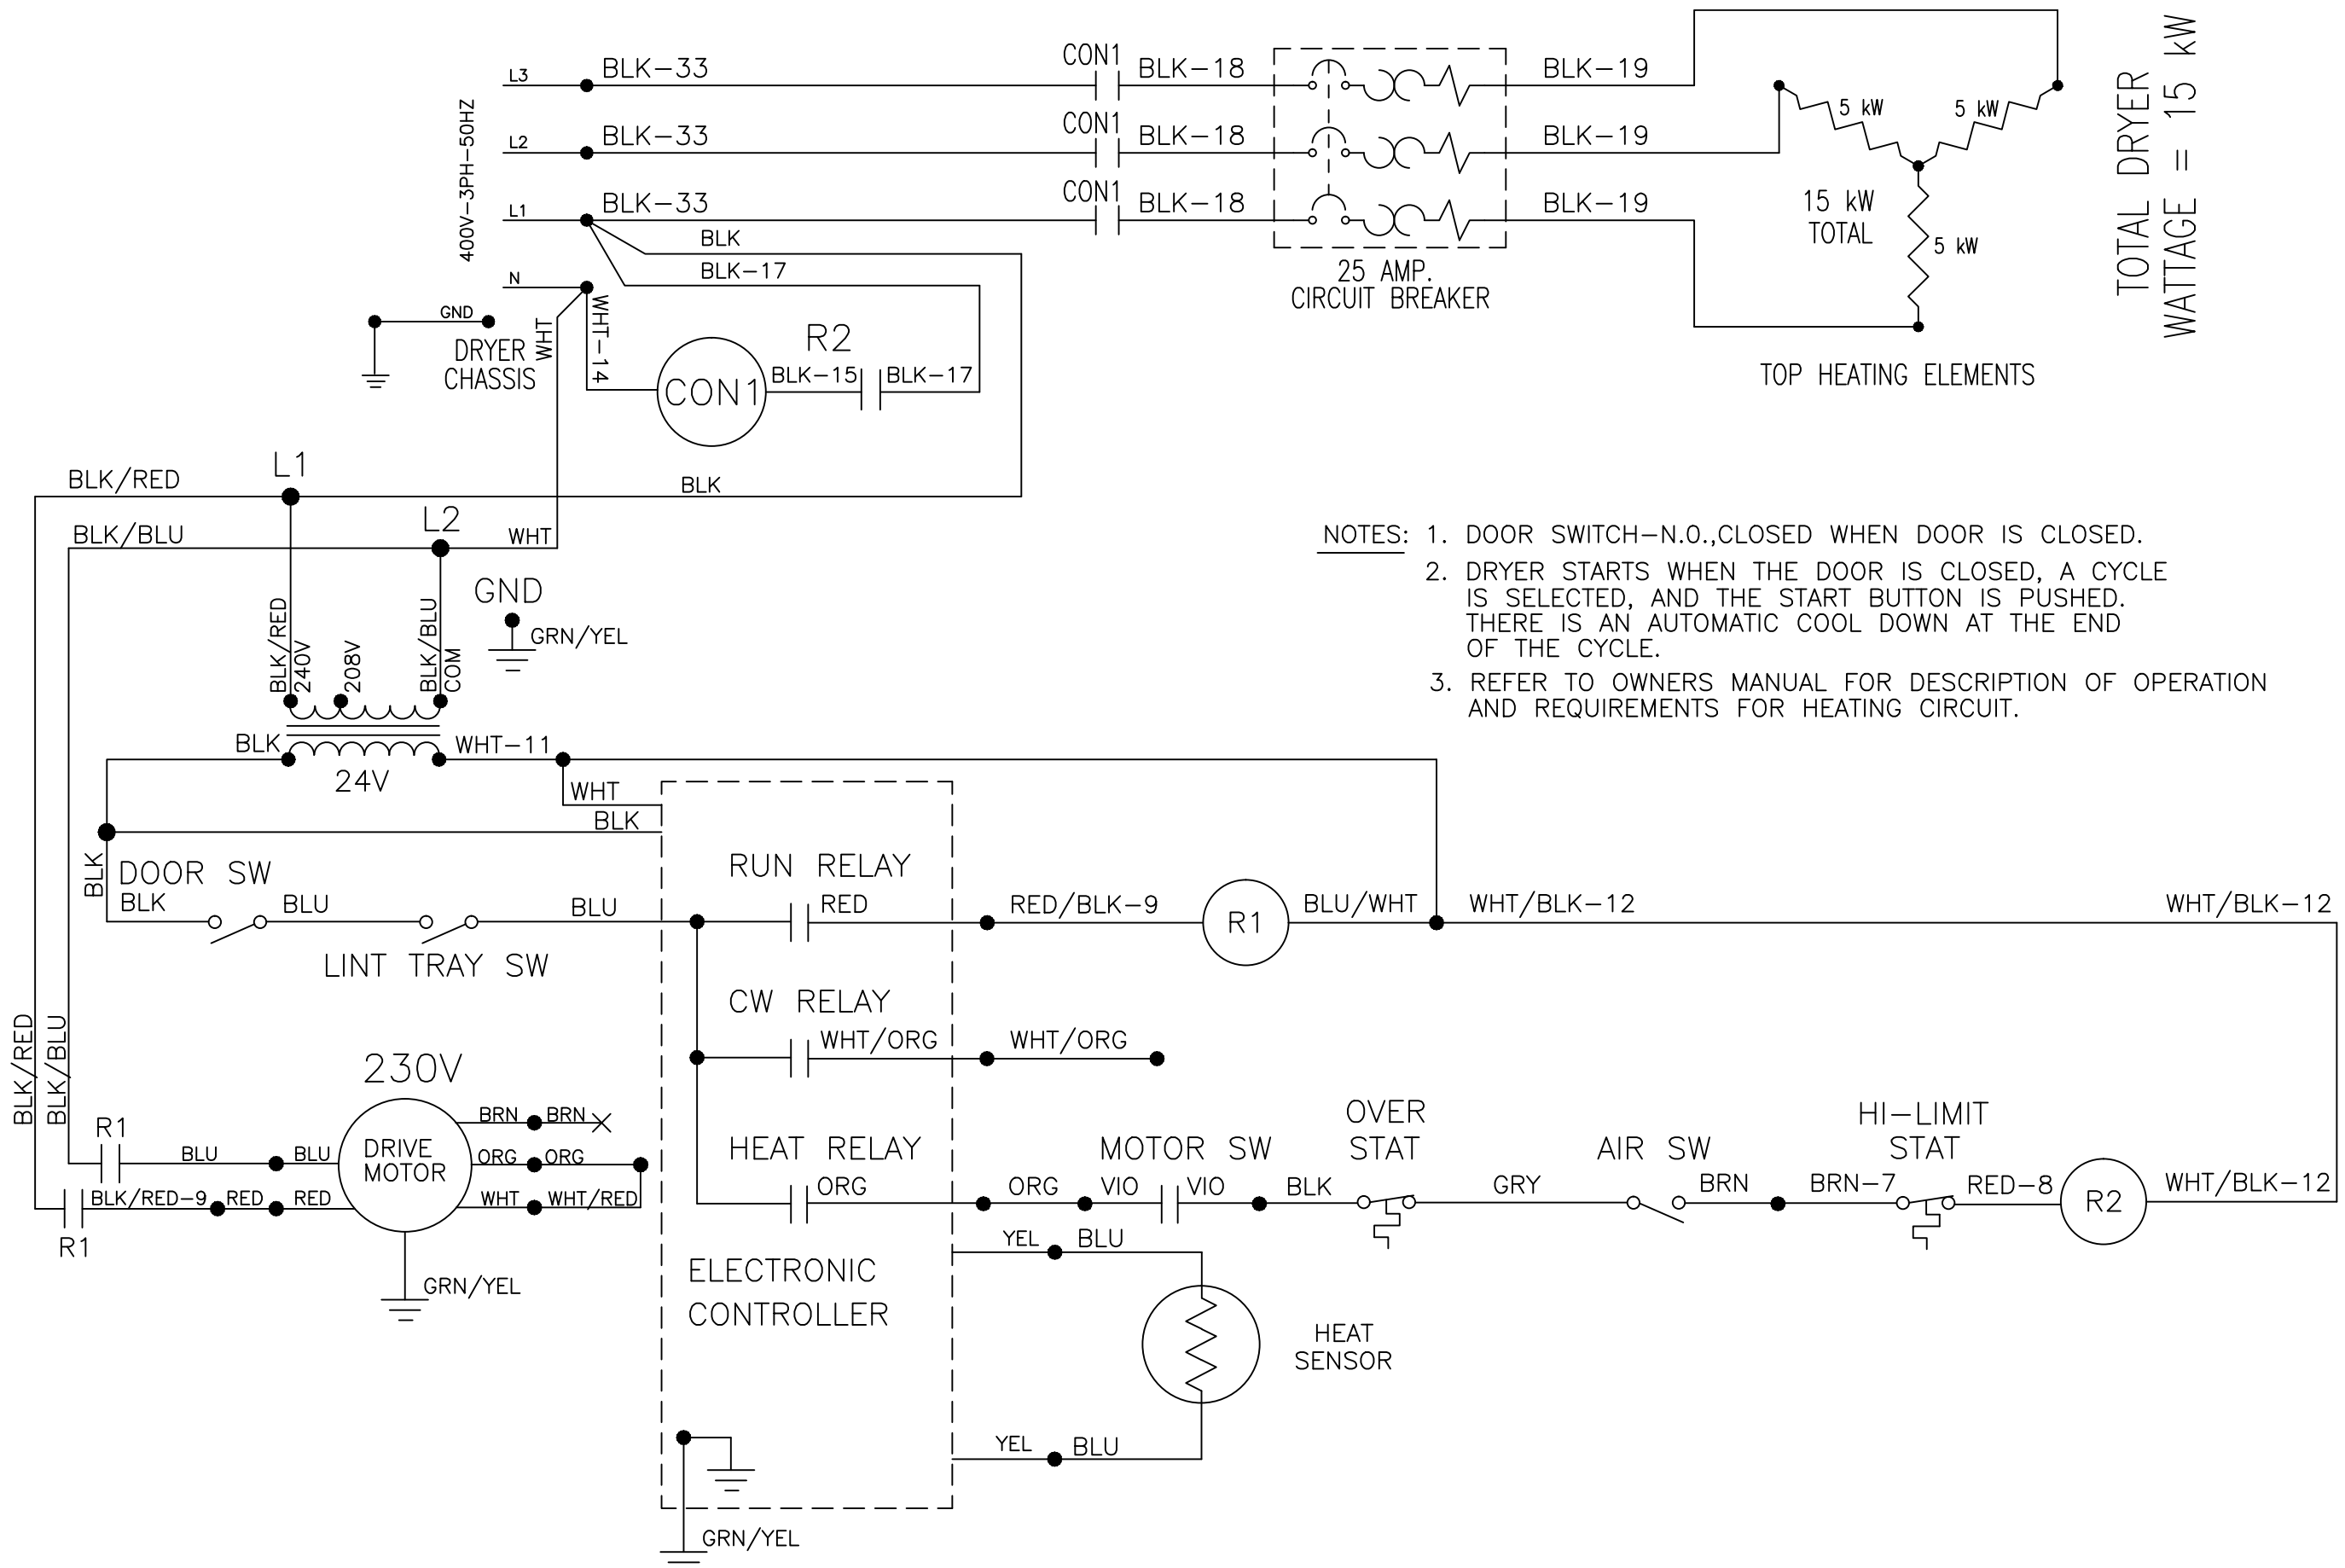 CON1
L3 BLK-33 BLK-18 BLK-19
CON1
L2 BLK-33 BLK-18 BLK-19
CON1
L1 BLK-33 BLK-18 BLK-19
400V-3PH-50HZ
BLK
BLK-17
N
WHT-14
WHT
GND
DRYER
CHASSIS
CON1
BLK-15
R2
BLK-17
25 AMP.
CIRCUIT BREAKER
5 kW
5 kW
5 kW
15 kW
TOTAL
TOP HEATING ELEMENTS
TOTAL DRYER
WATTAGE = 15 kW
BLK/RED
L1
BLK
BLK/BLU
L2
WHT
GND
GRN/YEL
BLK/RED
240V
208V
BLK/BLU
COM
NOTES: 1. DOOR SWITCH-N.O.,CLOSED WHEN DOOR IS CLOSED.
2. DRYER STARTS WHEN THE DOOR IS CLOSED, A CYCLE
IS SELECTED, AND THE START BUTTON IS PUSHED.
THERE IS AN AUTOMATIC COOL DOWN AT THE END
OF THE CYCLE.
3. REFER TO OWNERS MANUAL FOR DESCRIPTION OF OPERATION
AND REQUIREMENTS FOR HEATING CIRCUIT.
BLK
24V
WHT-11
WHT
BLK
BLK
DOOR SW
BLK
BLU
LINT TRAY SW
BLU
RUN RELAY
RED
RED/BLK-9
R1
BLU/WHT
WHT/BLK-12
WHT/BLK-12
CW RELAY
WHT/ORG
WHT/ORG
BLK/RED
BLK/BLU
230V
DRIVE
MOTOR
R1
BLU
BLU
R1
BLK/RED-9
RED
RED
BRN
BRN
ORG
ORG
WHT
WHT/RED
GRN/YEL
HEAT RELAY
ORG
ORG
MOTOR SW
VIO
VIO
BLK
OVER
STAT
GRY
AIR SW
BRN
HI-LIMIT
STAT
BRN-7
RED-8
R2
WHT/BLK-12
ELECTRONIC
CONTROLLER
YEL
BLU
HEAT
SENSOR
YEL
BLU
GRN/YEL